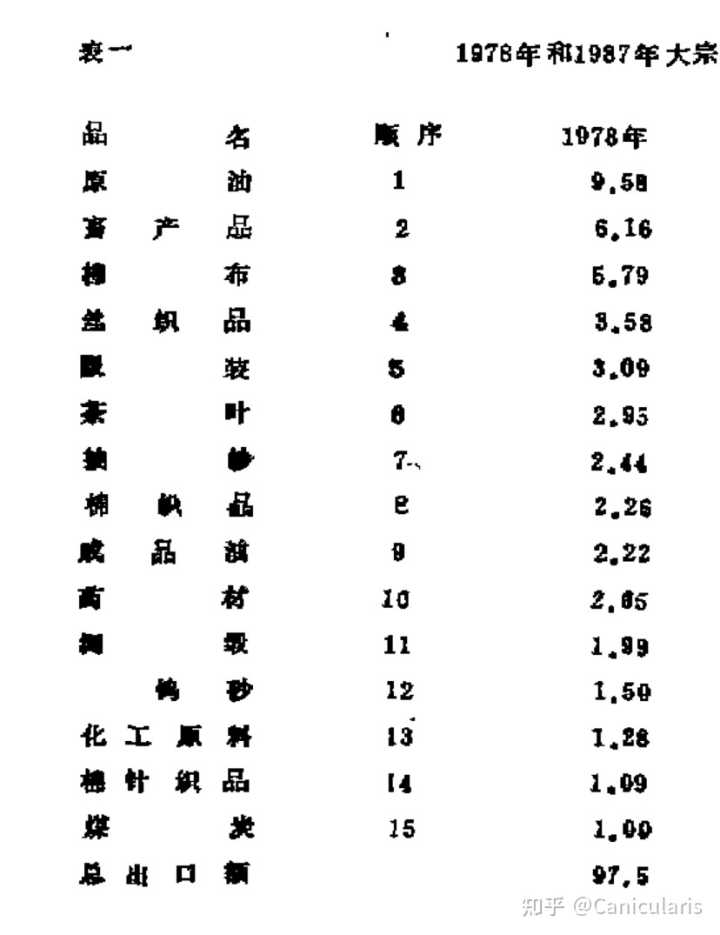 表一 1978年和1987年大宗
品名 顺序 1978年
原油 1 9.58
畜产品 2 6.16
棉布 3 5.79
丝织品 4 3.58
服装 5 3.09
茶叶 6 2.95
抽纱 7 2.44
棉织品 8 2.26
成品油 9 2.22
药材 10 2.05
绸缎 11 1.99
钨砂 12 1.50
化工原料 13 1.28
棉针织品 14 1.09
煤炭 15 1.00
总出口额 97.5
知乎 @Canicularis